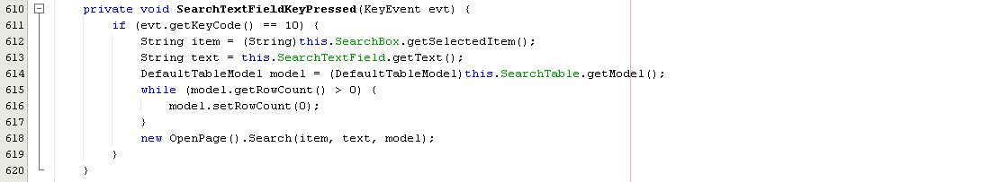 610 private void SearchTextFieldKeyPressed(KeyEvent evt) {
611 if (evt.getKeyCode() == 10) {
612 String item = (String)this.SearchBox.getSelectedItem();
613 String text = this.SearchTextField.getText();
614 DefaultTableModel model = (DefaultTableModel)this.SearchTable.getModel();
615 while (model.getRowCount() > 0) {
616 model.setRowCount(0);
617 }
618 new OpenPage().Search(item, text, model);
619 }
620 }